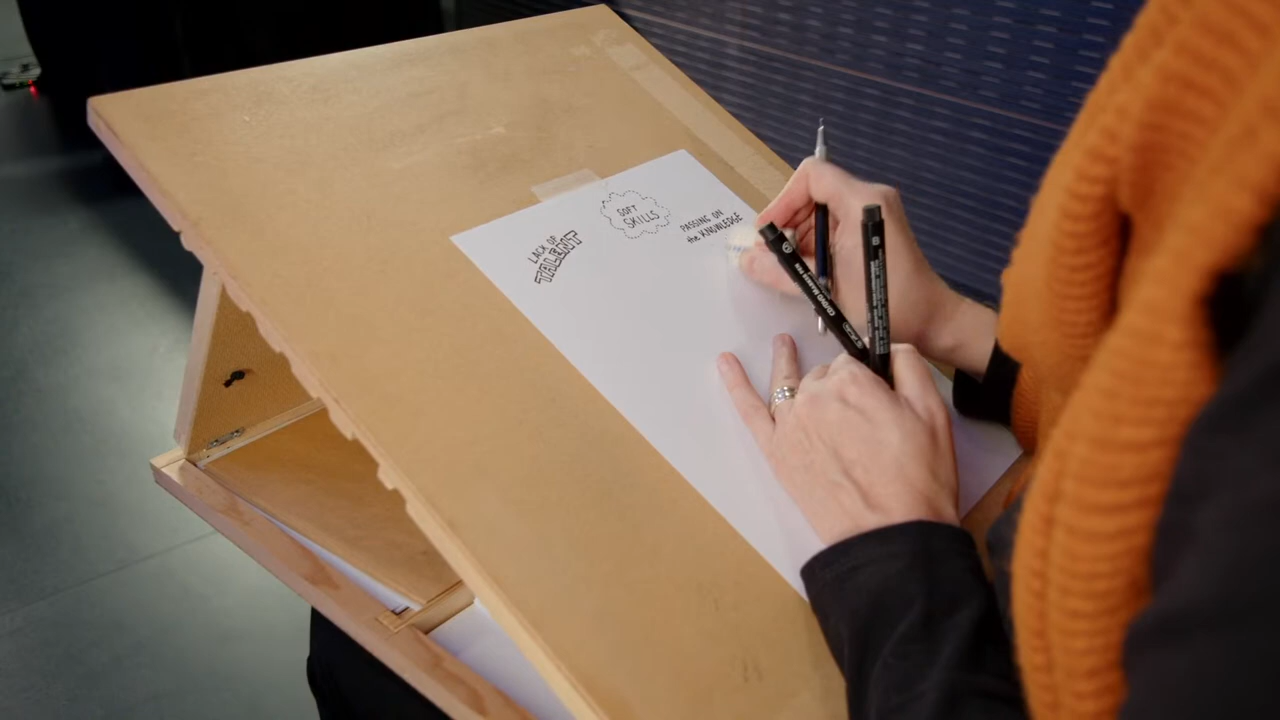 LACK OF
TALENT
SOFT
SKILLS
PASSING ON
the KNOWLEDGE